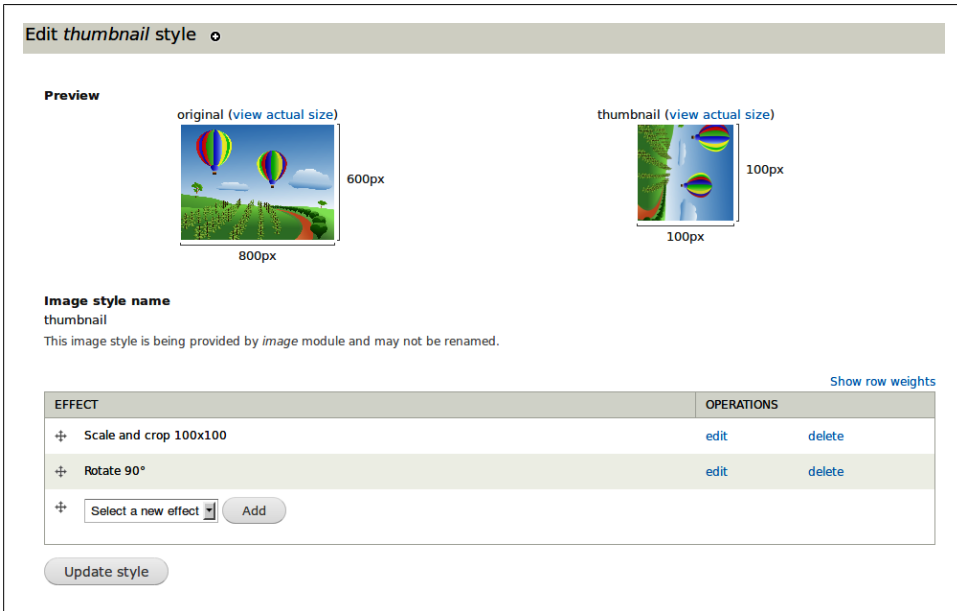 Edit thumbnail style
Preview
original (view actual size)
600px
800px
thumbnail (view actual size)
100px
100px
Image style name
thumbnail
This image style is being provided by image module and may not be renamed.
Show row weights
EFFECT OPERATIONS
Scale and crop 100x100 edit delete
Rotate 90° edit delete
Select a new effect Add
Update style